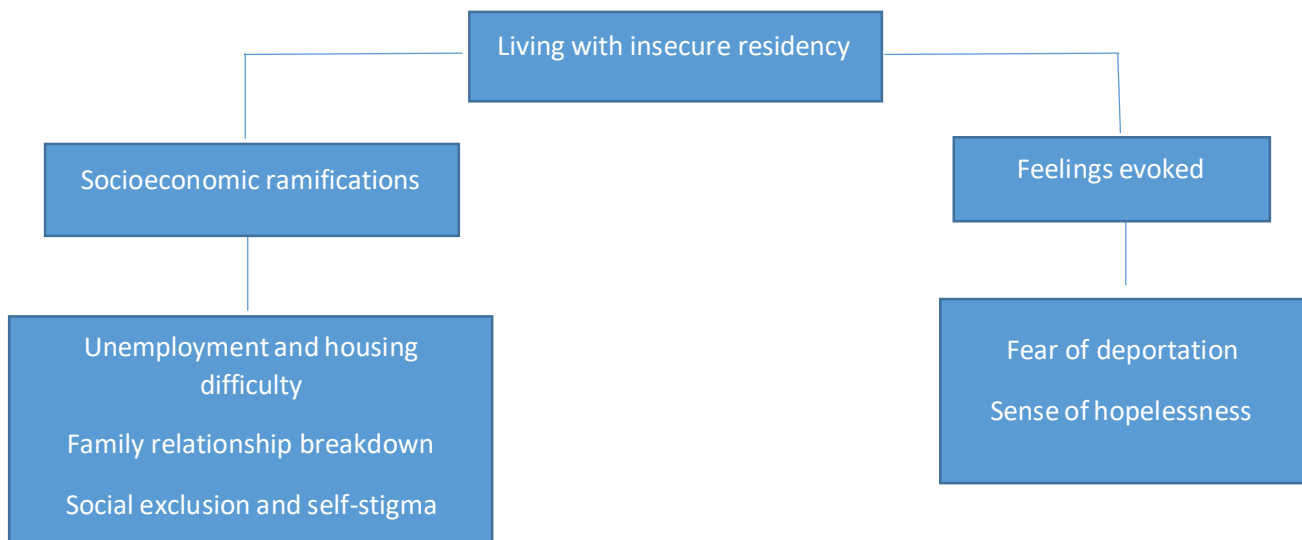 Living with insecure residency
Socioeconomic ramifications
Feelings evoked
Unemployment and housing
difficulty
Family relationship breakdown
Social exclusion and self-stigma
Fear of deportation
Sense of hopelessness